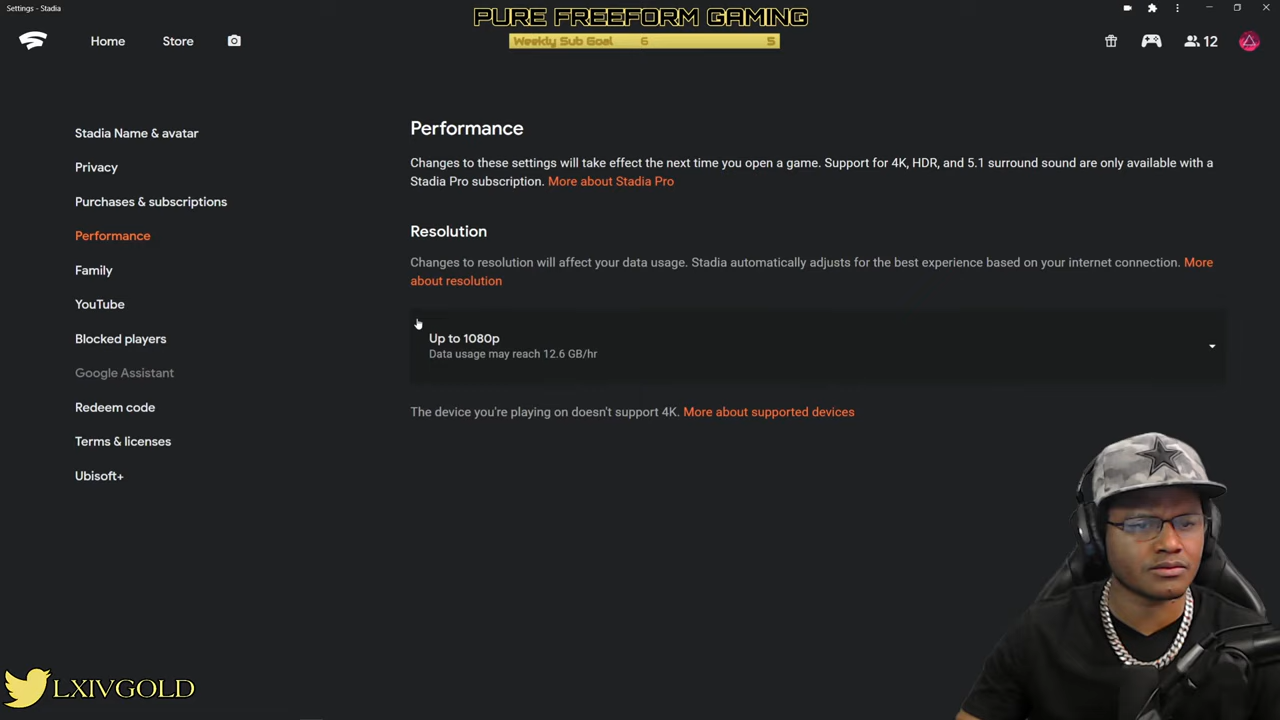 Settings - Stadia
PURE FREEFORM GAMING
Weekly Sub Goal 6 5
Home Store
12
Stadia Name & avatar
Privacy
Purchases & subscriptions
Performance
Family
YouTube
Blocked players
Google Assistant
Redeem code
Terms & licenses
Ubisoft+
Performance
Changes to these settings will take effect the next time you open a game. Support for 4K, HDR, and 5.1 surround sound are only available with a
Stadia Pro subscription. More about Stadia Pro
Resolution
Changes to resolution will affect your data usage. Stadia automatically adjusts for the best experience based on your internet connection. More
about resolution
Up to 1080p
Data usage may reach 12.6 GB/hr
The device you're playing on doesn't support 4K. More about supported devices
LXIVGOLD